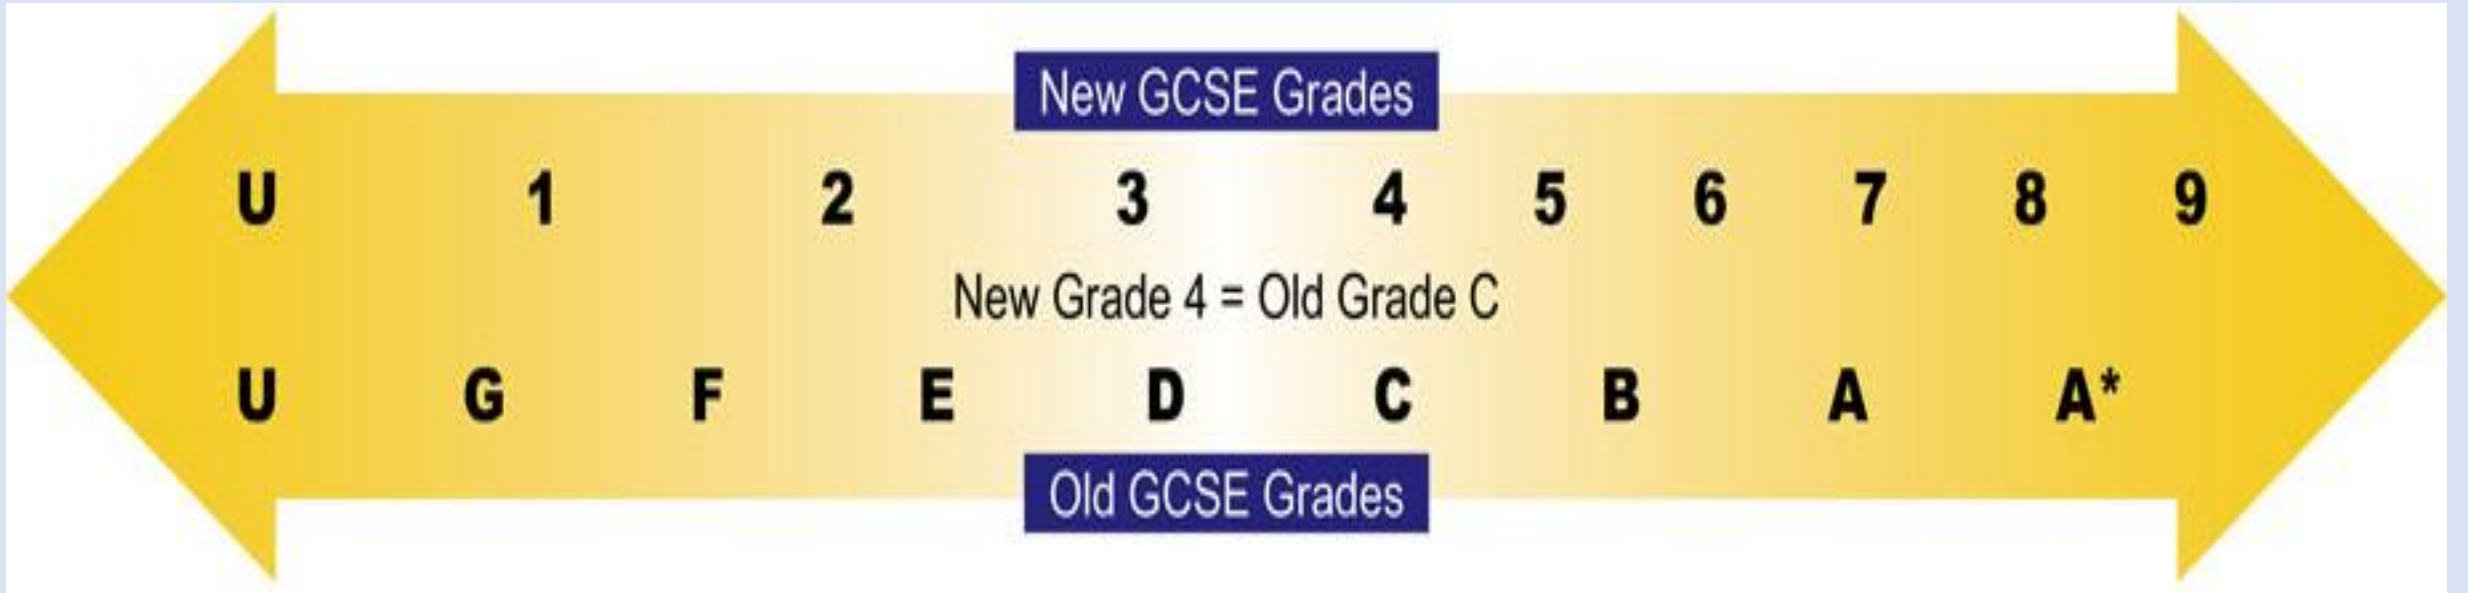 New GCSE Grades
U 1 2 3 4 5 6 7 8 9
New Grade 4 = Old Grade C
U G F E D C B A A*
Old GCSE Grades